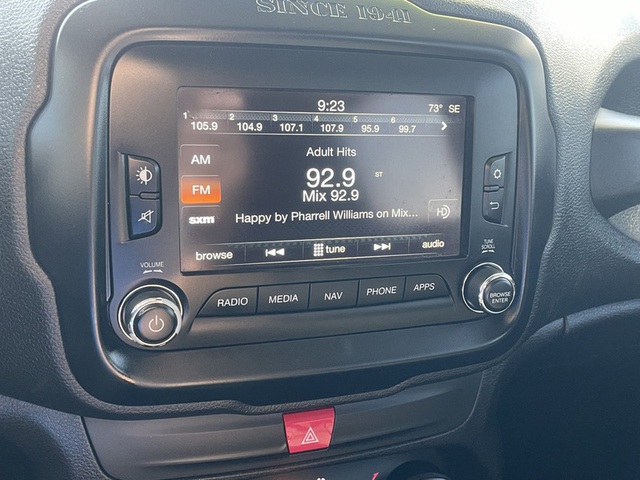 SINCE 1941
9:23
73° SE
1 2 3 4 5 6
105.9 104.9 107.1 107.9 95.9 99.7
AM
Adult Hits
92.9 ST
FM
Mix 92.9
sxm
Happy by Pharrell Williams on Mix...
HD
browse tune audio
VOLUME
TUNE
SCROLL
RADIO MEDIA NAV PHONE APPS
BROWSE
ENTER